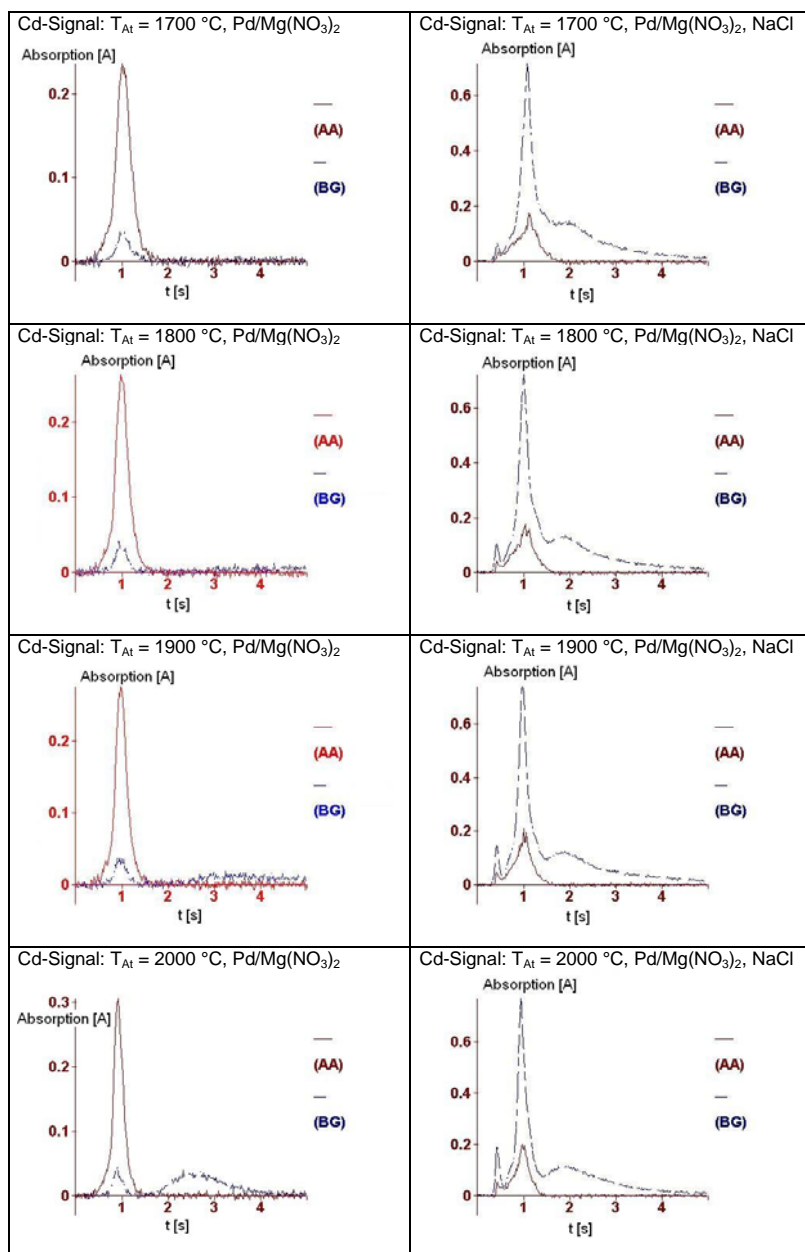 Cd-Signal: T_At = 1700 °C, Pd/Mg(NO3)2
Absorption [A]
0.2
0.1
0
1 2 3 4
t [s]
(AA)
(BG)
Cd-Signal: T_At = 1700 °C, Pd/Mg(NO3)2, NaCl
Absorption [A]
0.6
0.4
0.2
0
1 2 3 4
t [s]
(AA)
(BG)
Cd-Signal: T_At = 1800 °C, Pd/Mg(NO3)2
Absorption [A]
0.2
0.1
0
1 2 3 4
t [s]
(AA)
(BG)
Cd-Signal: T_At = 1800 °C, Pd/Mg(NO3)2, NaCl
Absorption [A]
0.6
0.4
0.2
0
1 2 3 4
t [s]
(AA)
(BG)
Cd-Signal: T_At = 1900 °C, Pd/Mg(NO3)2
Absorption [A]
0.2
0.1
0
1 2 3 4
t [s]
(AA)
(BG)
Cd-Signal: T_At = 1900 °C, Pd/Mg(NO3)2, NaCl
Absorption [A]
0.6
0.4
0.2
0
1 2 3 4
t [s]
(AA)
(BG)
Cd-Signal: T_At = 2000 °C, Pd/Mg(NO3)2
0.3
Absorption [A]
0.2
0.1
0
1 2 3 4
t [s]
(AA)
(BG)
Cd-Signal: T_At = 2000 °C, Pd/Mg(NO3)2, NaCl
Absorption [A]
0.6
0.4
0.2
0
1 2 3 4
t [s]
(AA)
(BG)